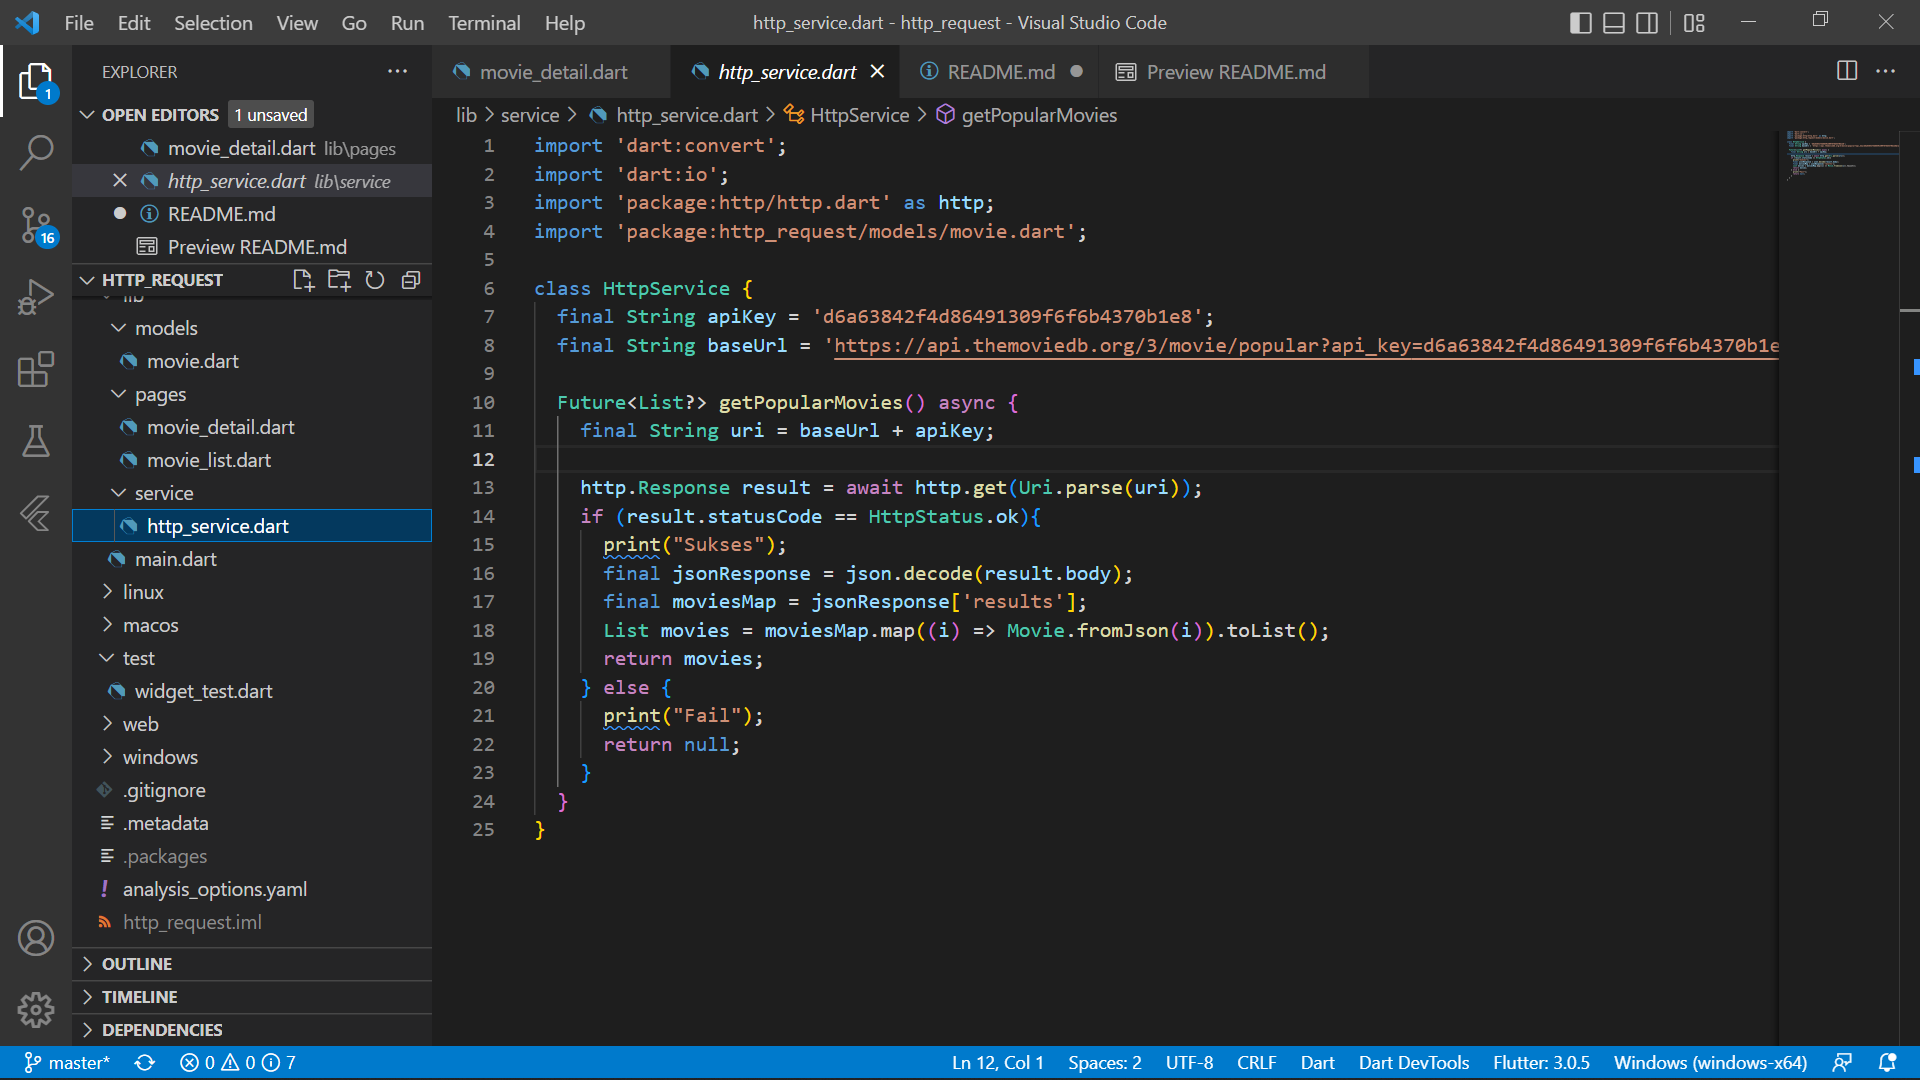 File Edit Selection View Go Run Terminal Help
http_service.dart - http_request - Visual Studio Code
EXPLORER
OPEN EDITORS 1 unsaved
movie_detail.dart lib\pages
http_service.dart lib\service
README.md
Preview README.md
HTTP_REQUEST
lib
models
movie.dart
pages
movie_detail.dart
movie_list.dart
service
http_service.dart
main.dart
linux
macos
test
widget_test.dart
web
windows
.gitignore
.metadata
.packages
analysis_options.yaml
http_request.iml
OUTLINE
TIMELINE
DEPENDENCIES
1
16
movie_detail.dart http_service.dart README.md Preview README.md
lib > service > http_service.dart > HttpService > getPopularMovies
1 import 'dart:convert';
2 import 'dart:io';
3 import 'package:http/http.dart' as http;
4 import 'package:http_request/models/movie.dart';
5
6 class HttpService {
7 final String apiKey = 'd6a63842f4d86491309f6f6b4370b1e8';
8 final String baseUrl = 'https://api.themoviedb.org/3/movie/popular?api_key=d6a63842f4d86491309f6f6b4370b1e
9
10 Future<List?> getPopularMovies() async {
11 final String uri = baseUrl + apiKey;
12
13 http.Response result = await http.get(Uri.parse(uri));
14 if (result.statusCode == HttpStatus.ok){
15 print("Sukses");
16 final jsonResponse = json.decode(result.body);
17 final moviesMap = jsonResponse['results'];
18 List movies = moviesMap.map((i) => Movie.fromJson(i)).toList();
19 return movies;
20 } else {
21 print("Fail");
22 return null;
23 }
24 }
25 }
master* 0 0 7
Ln 12, Col 1 Spaces: 2 UTF-8 CRLF Dart Dart DevTools Flutter: 3.0.5 Windows (windows-x64)